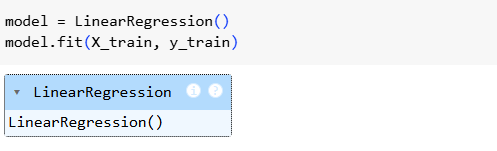 model = LinearRegression()
model.fit(X_train, y_train)
▾ LinearRegression i ?
LinearRegression()